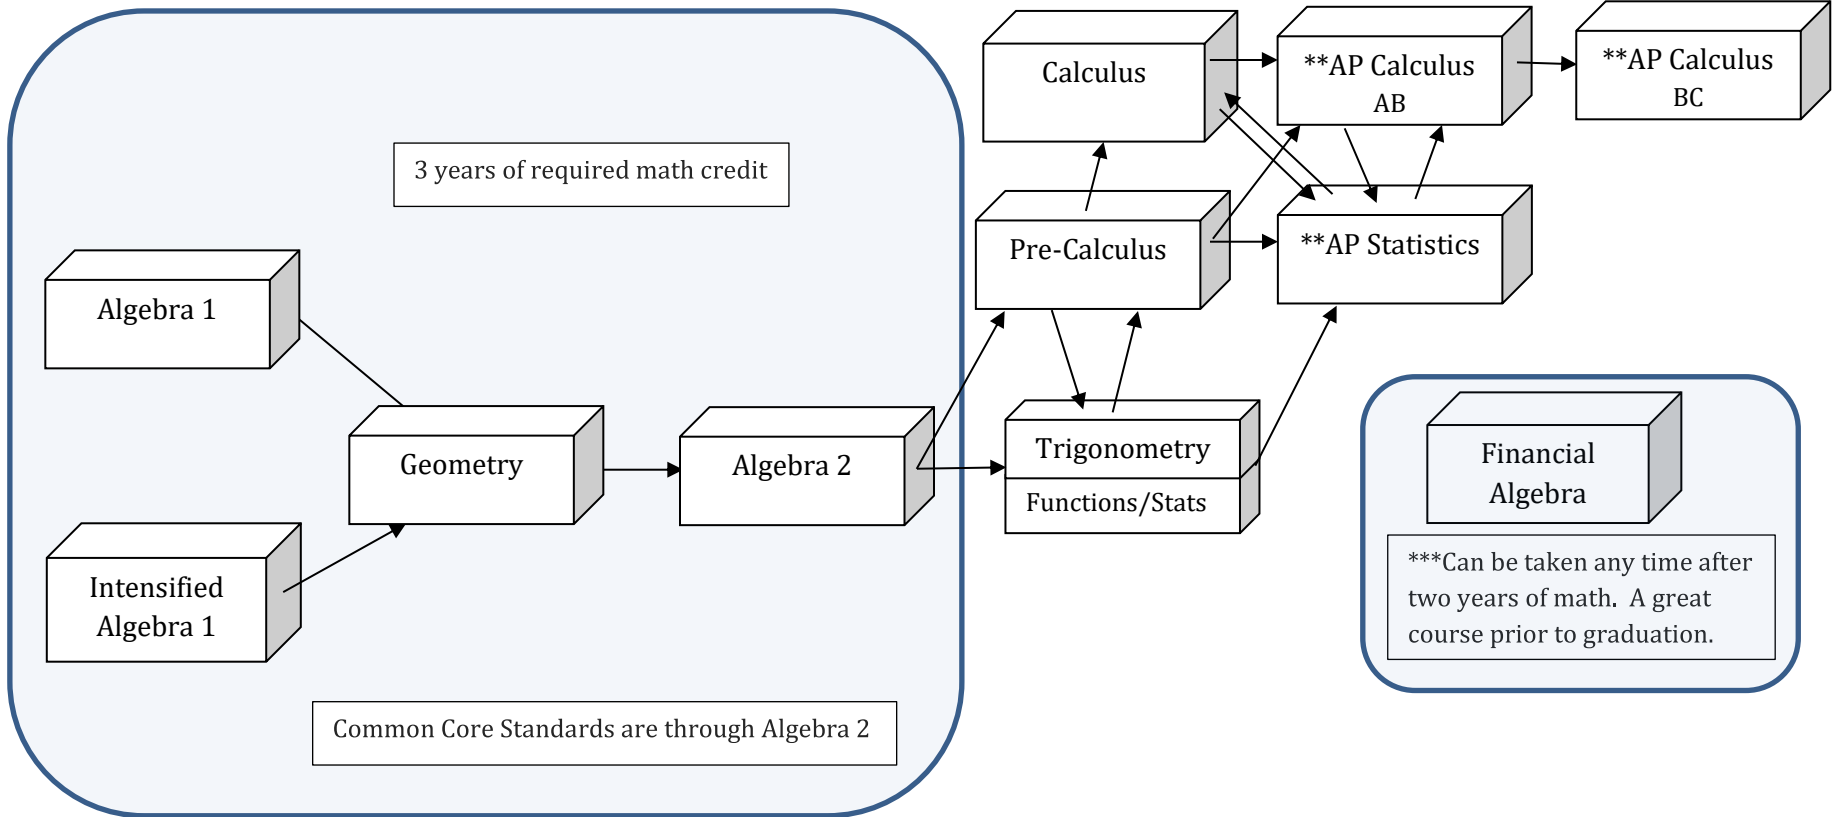 3 years of required math credit
Algebra 1
Intensified
Algebra 1
Geometry
Algebra 2
Common Core Standards are through Algebra 2
Calculus
**AP Calculus
AB
**AP Calculus
BC
Pre-Calculus
**AP Statistics
Trigonometry
Functions/Stats
Financial
Algebra
***Can be taken any time after
two years of math.  A great
course prior to graduation.